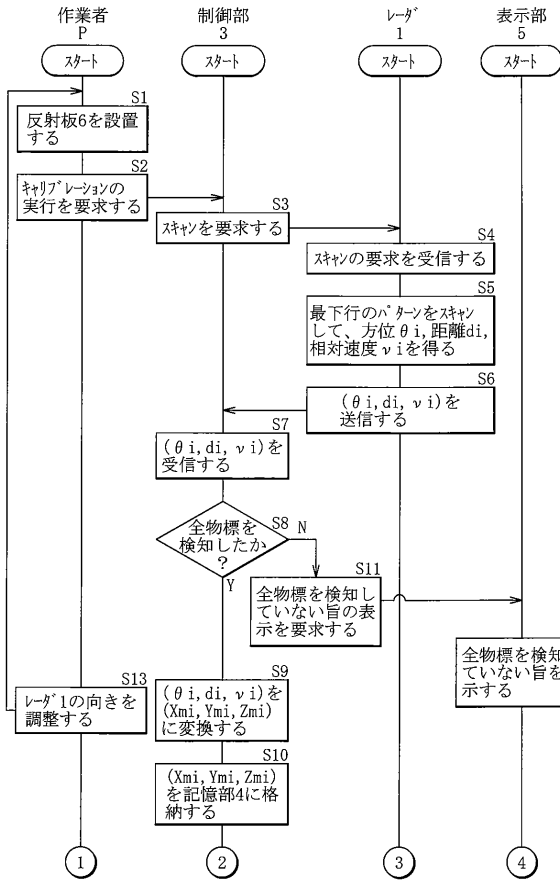 作業者
P
制御部
3
ﾚｰﾀﾞ
1
表示部
5
ｽﾀｰﾄ
ｽﾀｰﾄ
ｽﾀｰﾄ
ｽﾀｰﾄ
S1
反射板6を設置
する
S2
ｷｬﾘﾌﾞﾚｰｼｮﾝの
実行を要求する
S3
ｽｷｬﾝを要求する
S4
ｽｷｬﾝの要求を受信する
S5
最下行のﾊﾟﾀｰﾝをｽｷｬﾝ
して、方位θi,距離di,
相対速度νiを得る
S6
(θi,di,νi)を
送信する
S7
(θi,di,νi)を
受信する
S8
全物標を
検知したか
?
N
Y
S11
全物標を検知し
ていない旨の表
示を要求する
全物標を検知
ていない旨を
示する
S13
ﾚｰﾀﾞ1の向きを
調整する
S9
(θi,di,νi)を
(Xmi,Ymi,Zmi)
に変換する
S10
(Xmi,Ymi,Zmi)
を記憶部4に格
納する
1
2
3
4